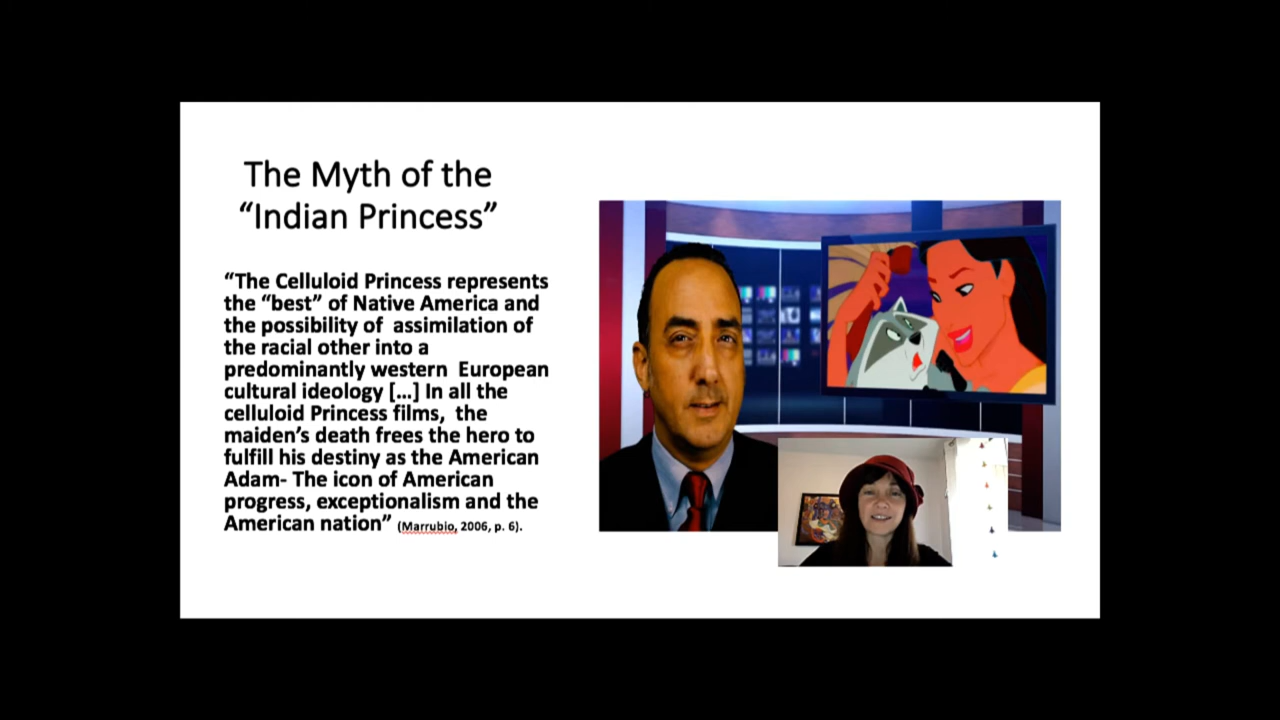 The Myth of the
“Indian Princess”
“The Celluloid Princess represents
the “best” of Native America and
the possibility of  assimilation of
the racial other into a
predominantly western  European
cultural ideology […] In all the
celluloid Princess films,  the
maiden’s death frees the hero to
fulfill his destiny as the American
Adam- The icon of American
progress, exceptionalism and the
American nation” (Marrubio, 2006, p. 6).